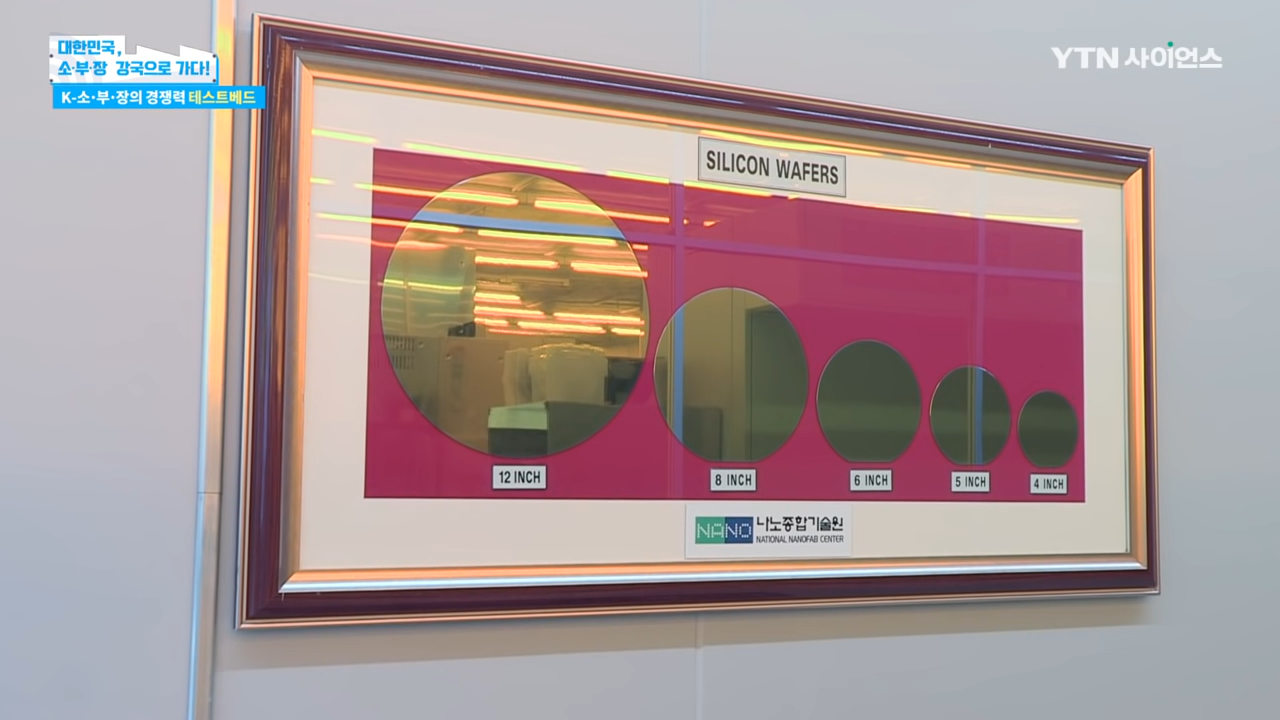 대한민국,
소·부·장 강국으로 가다!
K-소·부·장의 경쟁력 테스트베드
YTN 사이언스
SILICON WAFERS
12 INCH
8 INCH
6 INCH
5 INCH
4 INCH
NANO 나노종합기술원
NATIONAL NANOFAB CENTER